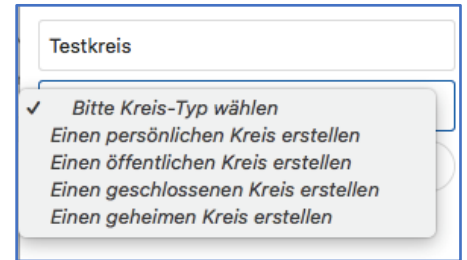 Testkreis
✓ Bitte Kreis-Typ wählen
Einen persönlichen Kreis erstellen
Einen öffentlichen Kreis erstellen
Einen geschlossenen Kreis erstellen
Einen geheimen Kreis erstellen